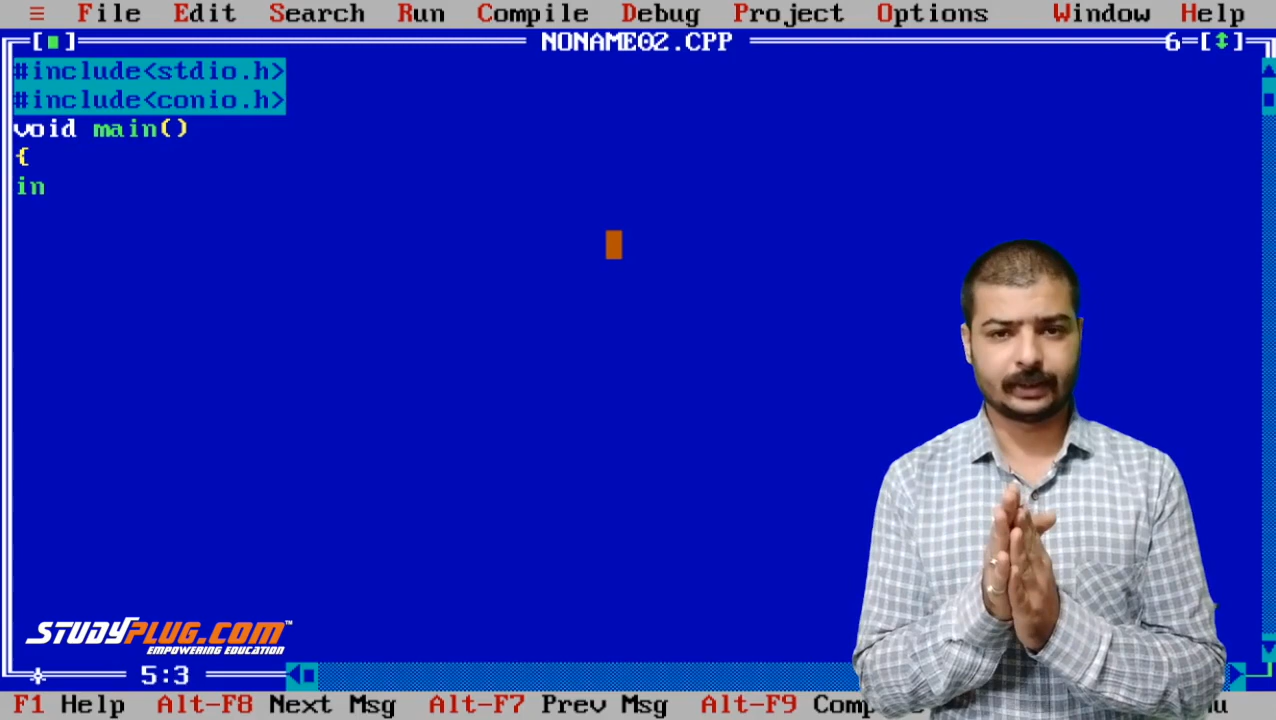 ≡ File Edit Search Run Compile Debug Project Options Window Help
NONAME02.CPP 6
#include<stdio.h>
#include<conio.h>
void main()
{
in
STUDYPLUG.COM™
EMPOWERING EDUCATION
5:3
F1 Help Alt-F8 Next Msg Alt-F7 Prev Msg Alt-F9 Comp